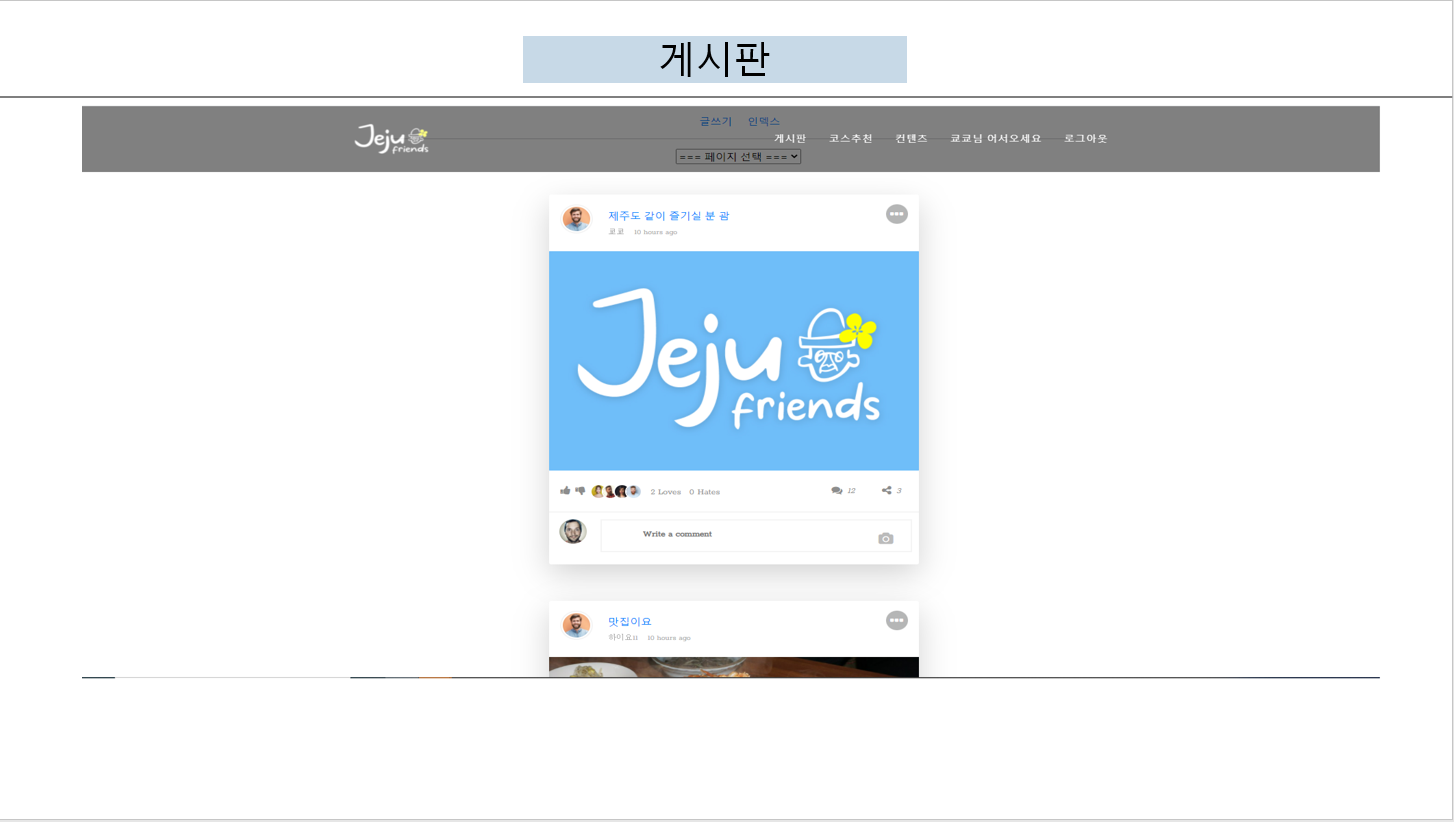 게시판
글쓰기 인덱스
Jeju friends
게시판 코스추천 컨텐츠 쿄쿄님 어서오세요 로그아웃
=== 페이지 선택 ===
제주도 같이 즐기실 분 괌
쿄쿄 10 hours ago
Jeju
friends
2 Loves 0 Hates 12 3
Write a comment
맛집이요
하이요11 10 hours ago